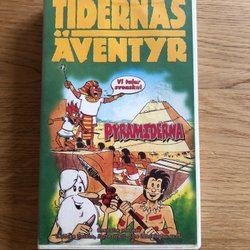 TIDERNAS
ÄVENTYR
Vi talar
svenska!
PYRAMIDERNA